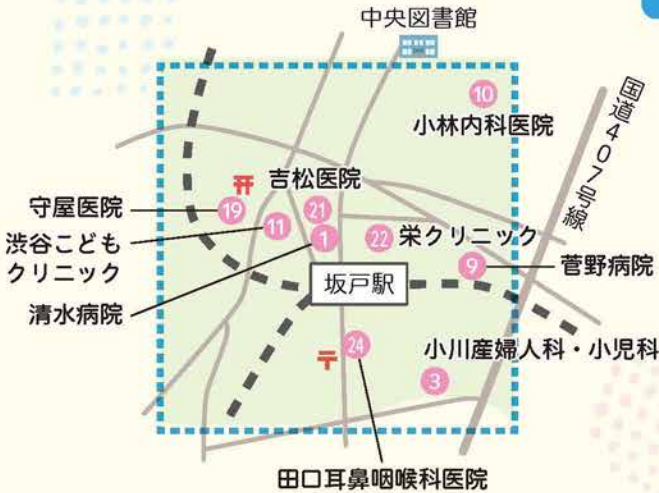 中央図書館
10
小林内科医院
国道407号線
吉松医院
守屋医院
19
21
渋谷こども
クリニック
11
1
22
栄クリニック
9
菅野病院
清水病院
坂戸駅
24
小川産婦人科・小児科
3
田口耳鼻咽喉科医院